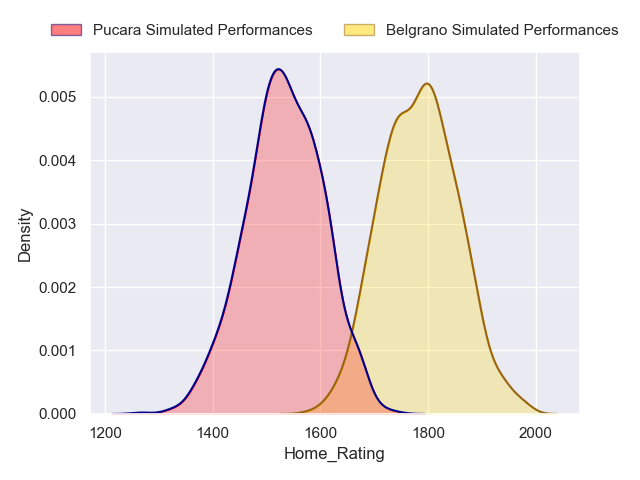 Pucara Simulated Performances Belgrano Simulated Performances
0.005
0.004
0.003
0.002
0.001
0.000
Density
1200 1400 1600 1800 2000
Home_Rating